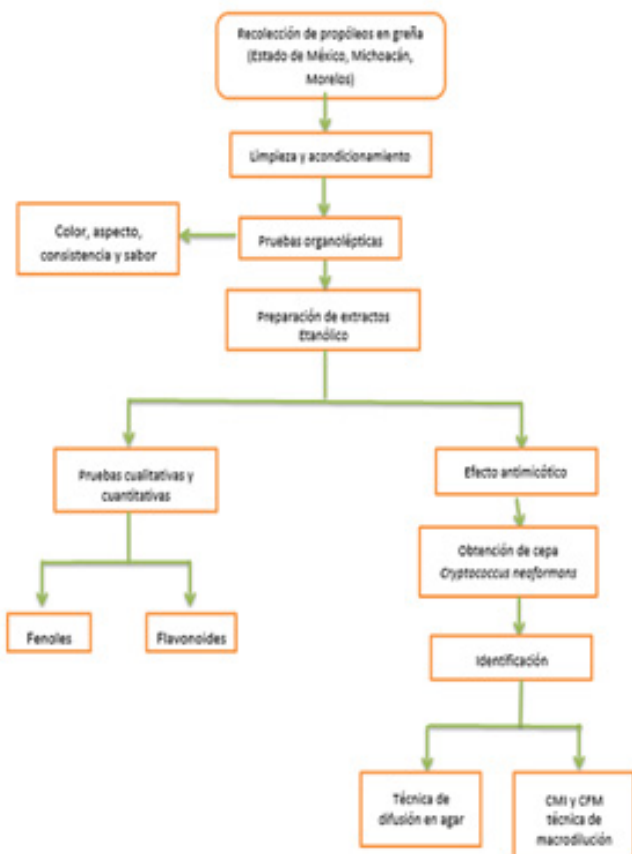 Recolección de propóleos en greña
(Estado de México, Michoacán,
Morelos)
Limpieza y acondicionamiento
Color, aspecto,
consistencia y sabor
Pruebas organolépticas
Preparación de extractos
Etanólico
Pruebas cualitativas y
cuantitativas
Efecto antimicótico
Obtención de cepa
Cryptococcus neoformans
Fenoles
Flavonoides
Identificación
Técnica de
difusión en agar
CMI y CFM
técnica de
macrodilución